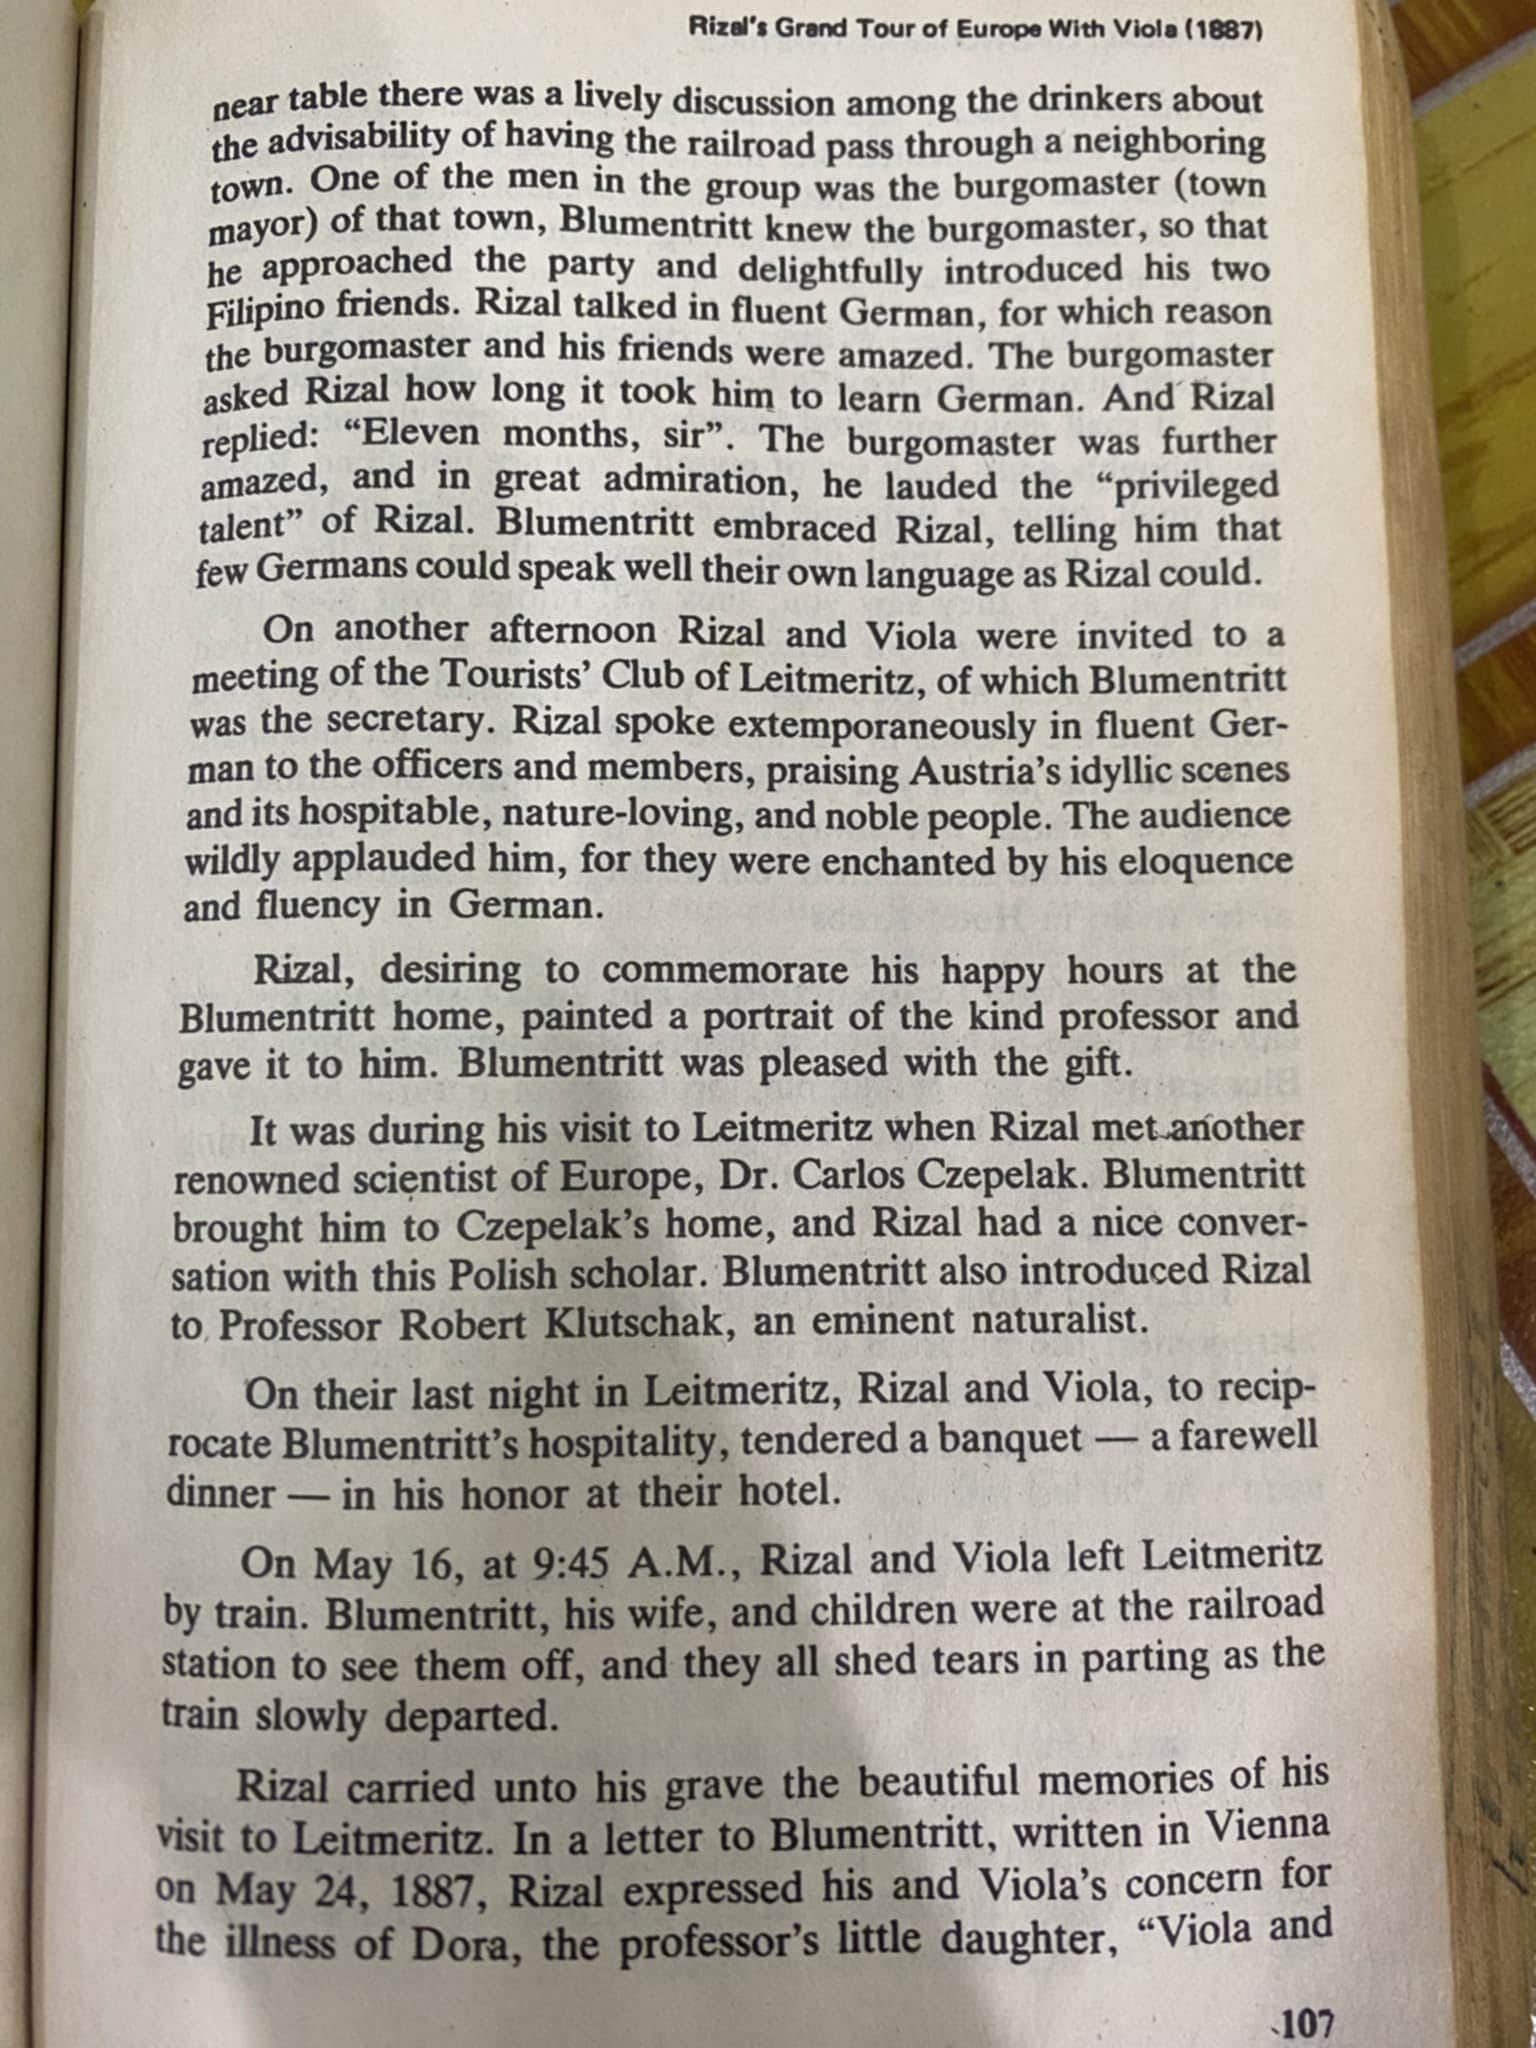 Rizal's Grand Tour of Europe With Viola (1887)
near table there was a lively discussion among the drinkers about
the advisability of having the railroad pass through a neighboring
town. One of the men in the group was the burgomaster (town
mayor) of that town, Blumentritt knew the burgomaster, so that
he approached the party and delightfully introduced his two
Filipino friends. Rizal talked in fluent German, for which reason
the burgomaster and his friends were amazed. The burgomaster
asked Rizal how long it took him to learn German. And Rizal
replied: “Eleven months, sir”. The burgomaster was further
amazed, and in great admiration, he lauded the “privileged
talent” of Rizal. Blumentritt embraced Rizal, telling him that
few Germans could speak well their own language as Rizal could.
On another afternoon Rizal and Viola were invited to a
meeting of the Tourists’ Club of Leitmeritz, of which Blumentritt
was the secretary. Rizal spoke extemporaneously in fluent Ger-
man to the officers and members, praising Austria’s idyllic scenes
and its hospitable, nature-loving, and noble people. The audience
wildly applauded him, for they were enchanted by his eloquence
and fluency in German.
Rizal, desiring to commemorate his happy hours at the
Blumentritt home, painted a portrait of the kind professor and
gave it to him. Blumentritt was pleased with the gift.
It was during his visit to Leitmeritz when Rizal met another
renowned scientist of Europe, Dr. Carlos Czepelak. Blumentritt
brought him to Czepelak’s home, and Rizal had a nice conver-
sation with this Polish scholar. Blumentritt also introduced Rizal
to Professor Robert Klutschak, an eminent naturalist.
On their last night in Leitmeritz, Rizal and Viola, to recip-
rocate Blumentritt’s hospitality, tendered a banquet — a farewell
dinner — in his honor at their hotel.
On May 16, at 9:45 A.M., Rizal and Viola left Leitmeritz
by train. Blumentritt, his wife, and children were at the railroad
station to see them off, and they all shed tears in parting as the
train slowly departed.
Rizal carried unto his grave the beautiful memories of his
visit to Leitmeritz. In a letter to Blumentritt, written in Vienna
on May 24, 1887, Rizal expressed his and Viola’s concern for
the illness of Dora, the professor’s little daughter, “Viola and
107